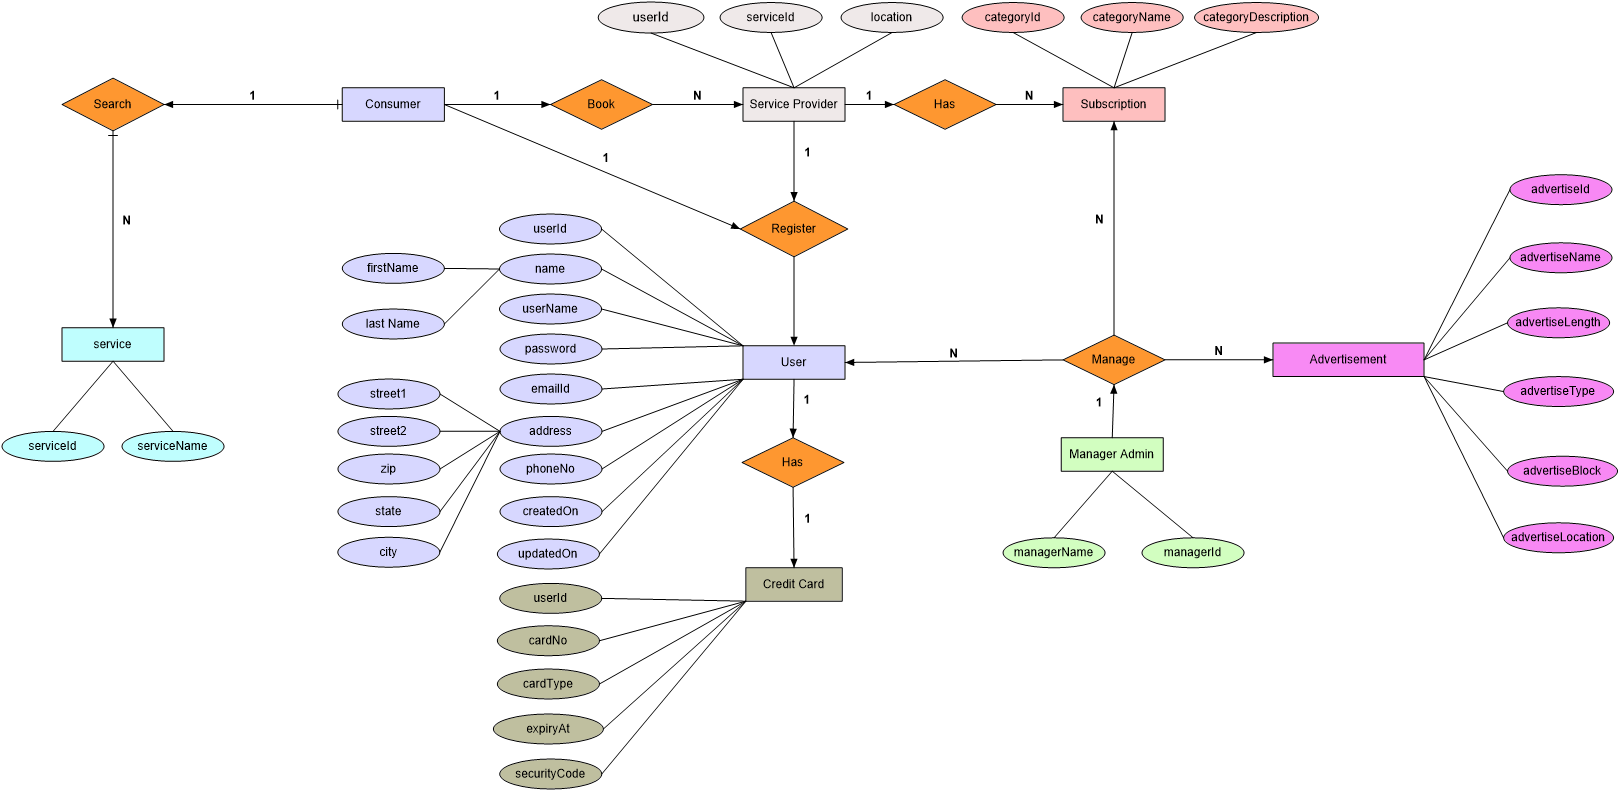 userId
serviceId
location
categoryId
categoryName
categoryDescription
Search
1
Consumer
1
Book
N
Service Provider
1
Has
N
Subscription
1
1
advertiseId
N
N
userId
Register
advertiseName
firstName
name
userName
last Name
advertiseLength
service
password
User
N
Manage
N
Advertisement
emailId
street1
1
1
advertiseType
street2
address
serviceId
serviceName
Manager Admin
zip
phoneNo
Has
advertiseBlock
state
createdOn
1
advertiseLocation
city
updatedOn
managerName
managerId
Credit Card
userId
cardNo
cardType
expiryAt
securityCode